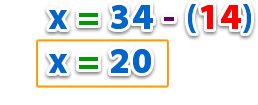 x = 34 - (14)
x = 20